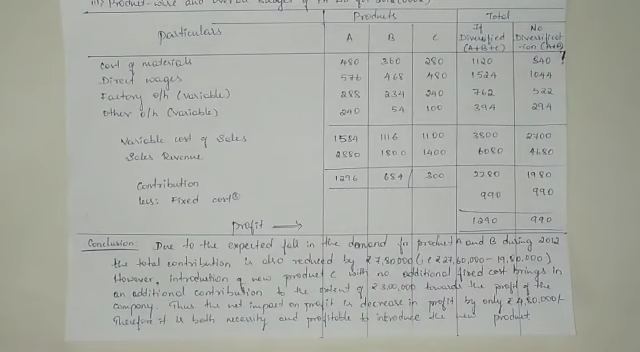 iii) Product-wise and overall Budget of PA Ltd for 2012(000's)
Particulars Products Total
A B C If Diversified (A+B+C) No Diversificat-ion (A+B)
Cost of materials 480 360 280 1120 840
Direct wages 576 468 480 1524 1044
Factory o/h (variable) 288 234 240 762 522
Other o/h (variable) 240 54 100 394 294
Variable cost of Sales 1584 1116 1100 3800 2700
Sales Revenue 2880 1800 1400 6080 4680
Contribution 1296 684 300 2280 1980
Less: Fixed cost 990 990
Profit → 1290 990
Conclusion: Due to the expected fall in the demand for product A and B during 2012
the total contribution is also reduced by ₹ 7,80,000 (i.e ₹ 27,60,000 - 19,80,000)
However, introduction of new product C with no additional fixed cost brings in
an additional contribution to the extent of ₹ 300,000 towards the profit of the
company. Thus the net impact on profit is decrease in profit by only ₹ 4,80,000/-
Therefore it is both necessity and profitable to introduce the new product